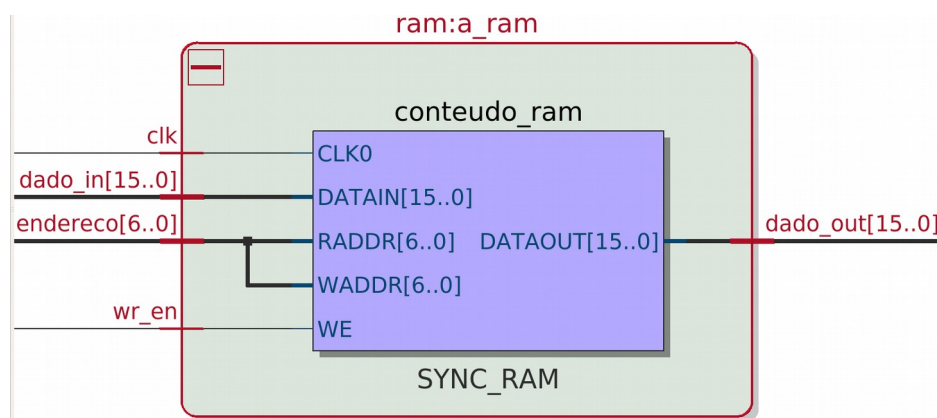 ram:a_ram
conteudo_ram
clk
CLK0
dado_in[15..0]
DATAIN[15..0]
endereco[6..0]
RADDR[6..0] DATAOUT[15..0]
dado_out[15..0]
WADDR[6..0]
wr_en
WE
SYNC_RAM